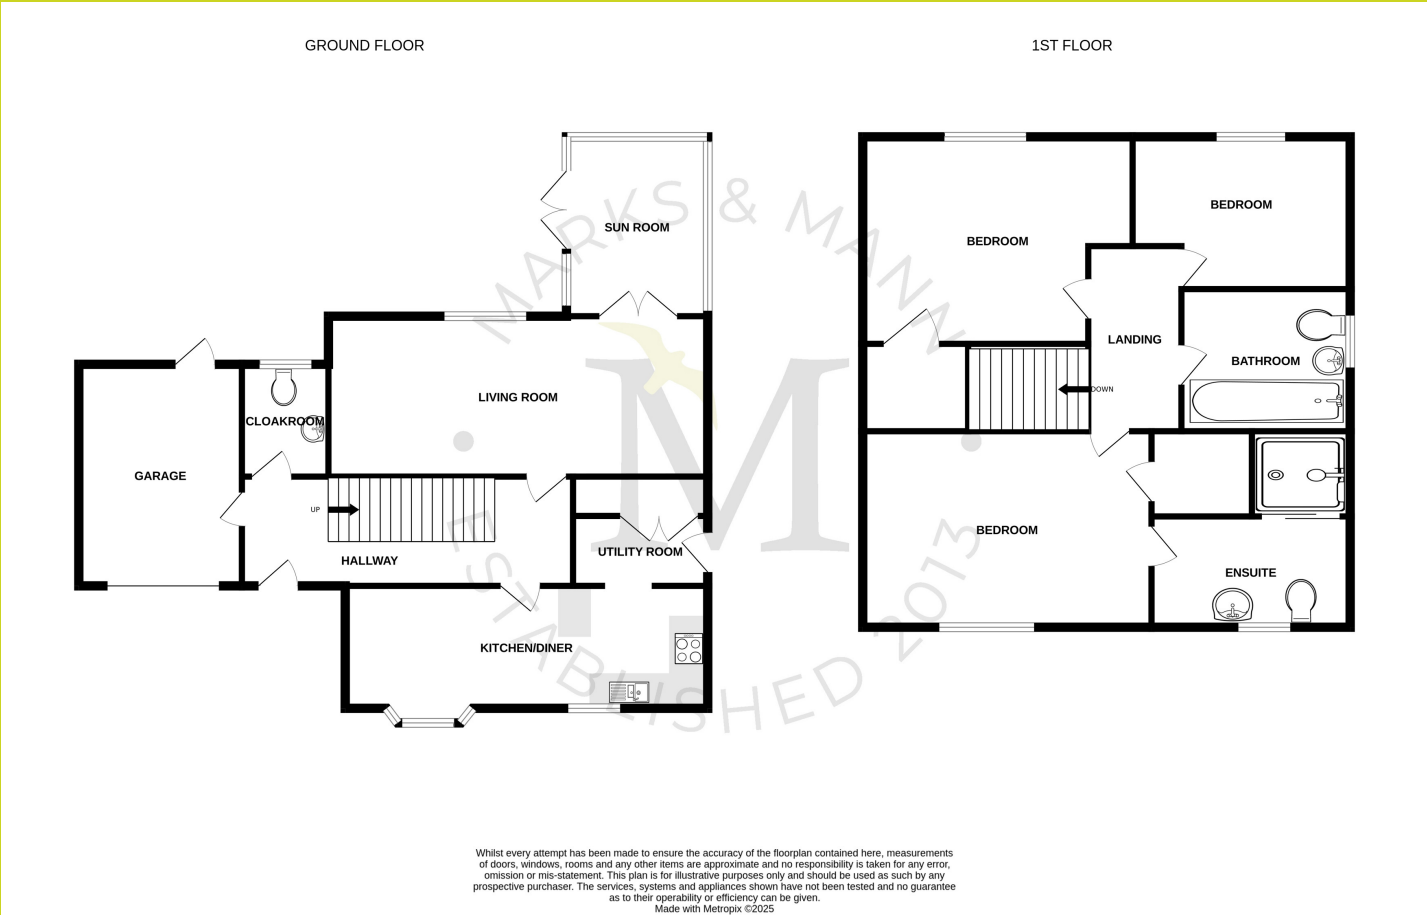 GROUND FLOOR
1ST FLOOR
MARKS & MANN
SUN ROOM
BEDROOM
BEDROOM
LANDING
BATHROOM
LIVING ROOM
DOWN
CLOAKROOM
M
GARAGE
UP
HALLWAY
UTILITY ROOM
BEDROOM
ENSUITE
KITCHEN/DINER
ESTABLISHED 2013
Whilst every attempt has been made to ensure the accuracy of the floorplan contained here, measurements
of doors, windows, rooms and any other items are approximate and no responsibility is taken for any error,
omission or mis-statement. This plan is for illustrative purposes only and should be used as such by any
prospective purchaser. The services, systems and appliances shown have not been tested and no guarantee
as to their operability or efficiency can be given.
Made with Metropix ©2025